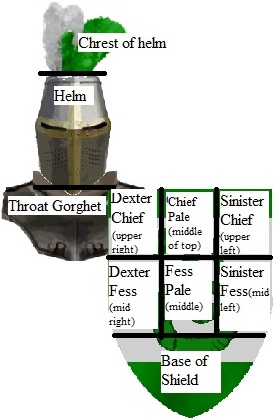 Chrest of helm
Helm
Throat Gorghet
Dexter
Chief
(upper
right)
Chief
Pale
(middle
of top)
Sinister
Chief
(upper
left)
Dexter
Fess
(mid
right)
Fess
Pale
(middle)
Sinister
Fess(mid
left)
Base of
Shield